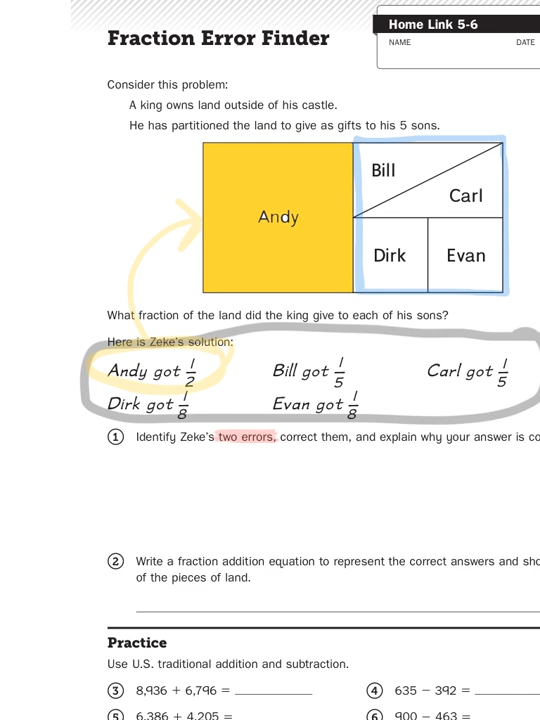 Home Link 5-6
Fraction Error Finder
NAME DATE
Consider this problem:
A king owns land outside of his castle.
He has partitioned the land to give as gifts to his 5 sons.
Bill
Carl
Andy
Dirk Evan
What fraction of the land did the king give to each of his sons?
Here is Zeke's solution:
Andy got 1/2 Bill got 1/5 Carl got 1/5
Dirk got 1/8 Evan got 1/8
1 Identify Zeke's two errors, correct them, and explain why your answer is
2 Write a fraction addition equation to represent the correct answers and
of the pieces of land.
Practice
Use U.S. traditional addition and subtraction.
3 8,936 + 6,796 = 4 635 − 392 =
5 6,386 + 4,205 = 6 900 − 463 =